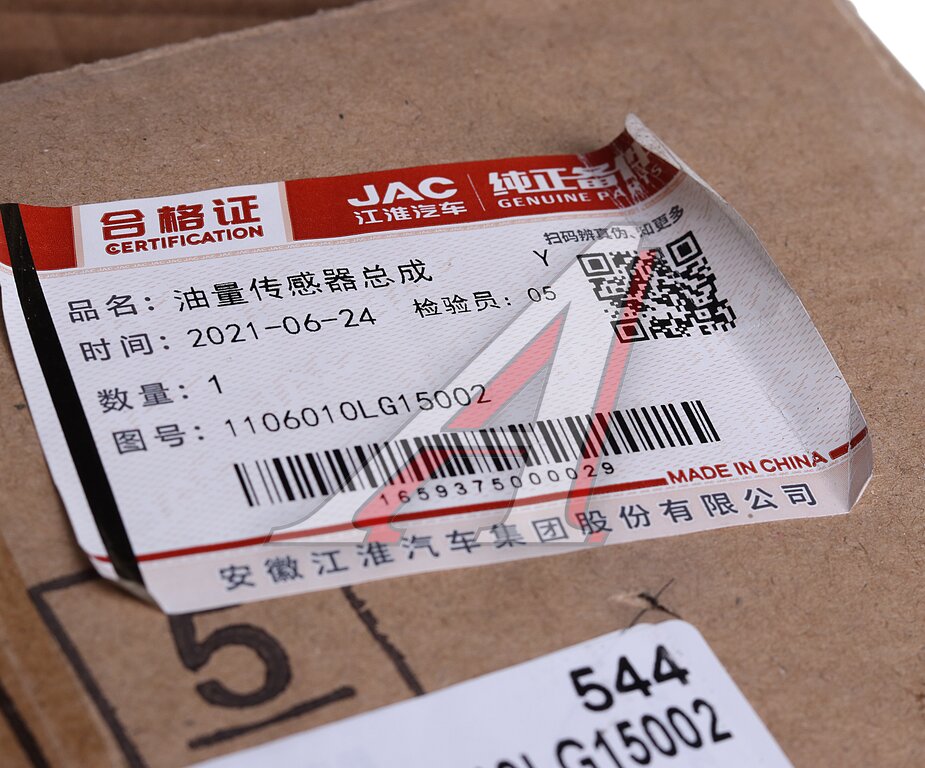 合格证
CERTIFICATION
JAC
江淮汽车
纯正备
GENUINE PARTS
扫码辨真伪、知更多
品名：油量传感器总成
Y
时间：2021-06-24 检验员：05
数量：1
图号：1106010LG15002
1659375000029
MADE IN CHINA
安徽江淮汽车集团股份有限公司
5
544
0LG15002